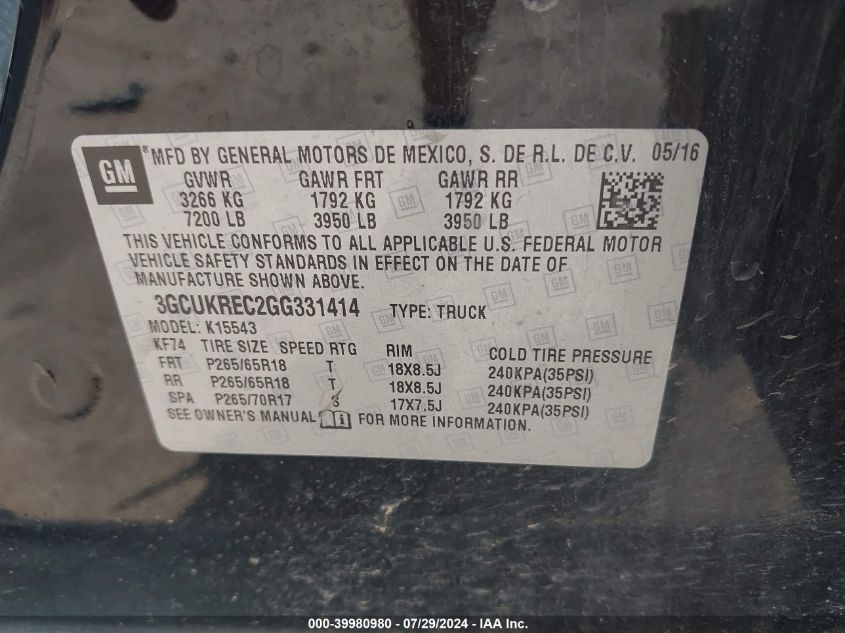 GM ® MFD BY GENERAL MOTORS DE MEXICO, S. DE R.L. DE C.V. 05/16
GVWR GAWR FRT GAWR RR
3266 KG 1792 KG 1792 KG
7200 LB 3950 LB 3950 LB
THIS VEHICLE CONFORMS TO ALL APPLICABLE U.S. FEDERAL MOTOR
VEHICLE SAFETY STANDARDS IN EFFECT ON THE DATE OF
MANUFACTURE SHOWN ABOVE.
3GCUKREC2GG331414 TYPE: TRUCK
MODEL: K15543
KF74 TIRE SIZE SPEED RTG RIM COLD TIRE PRESSURE
FRT P265/65R18 T 18X8.5J 240KPA(35PSI)
RR P265/65R18 T 18X8.5J 240KPA(35PSI)
SPA P265/70R17 17X7.5J 240KPA(35PSI)
SEE OWNER'S MANUAL FOR MORE INFORMATION.
000-39980980 / 07/29/2024 - IAA Inc.